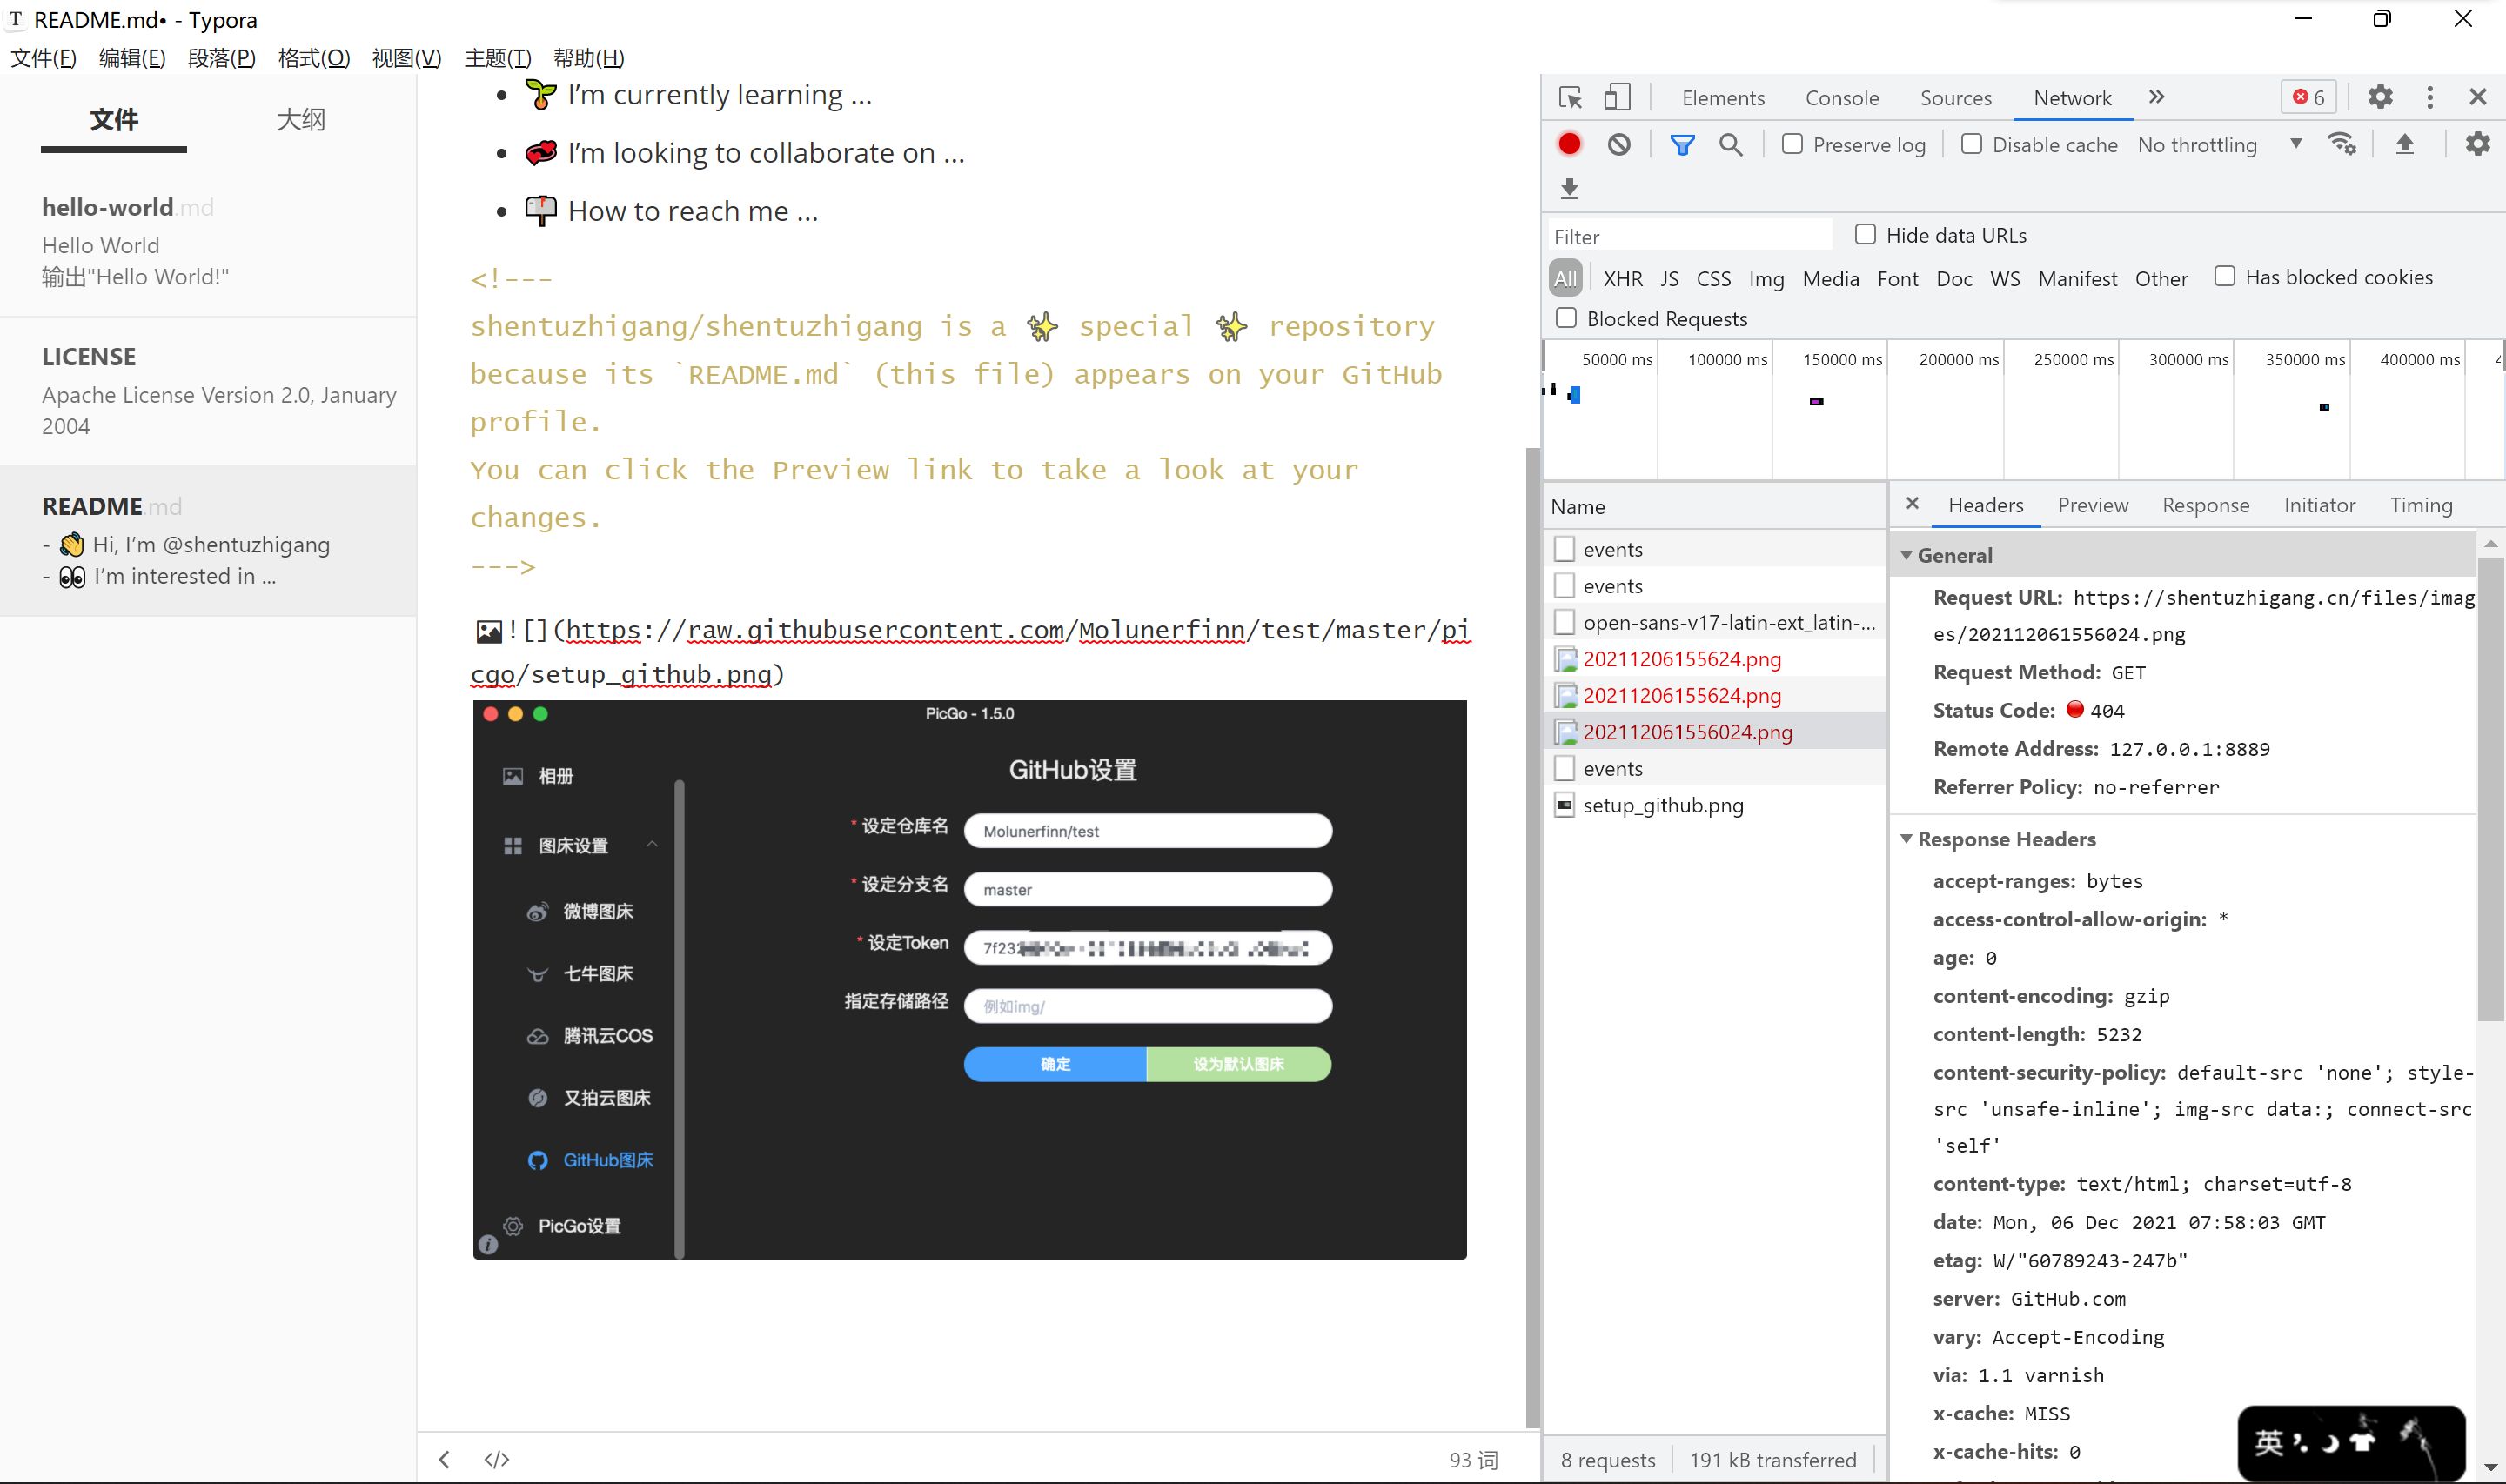 README.md• - Typora
文件(F) 编辑(E) 段落(P) 格式(O) 视图(V) 主题(T) 帮助(H)
文件 大纲
hello-world.md
Hello World
输出"Hello World!"
LICENSE
Apache License Version 2.0, January
2004
README.md
- 👋 Hi, I’m @shentuzhigang
- 👀 I’m interested in ...
• 🌱 I’m currently learning ...
• 💞️ I’m looking to collaborate on ...
• 📫 How to reach me ...
<!---
shentuzhigang/shentuzhigang is a ✨ special ✨ repository
because its `README.md` (this file) appears on your GitHub
profile.
You can click the Preview link to take a look at your
changes.
--->
![](https://raw.githubusercontent.com/Molunerfinn/test/master/pi
cgo/setup_github.png)
PicGo - 1.5.0
相册
图床设置
微博图床
七牛图床
腾讯云COS
又拍云图床
GitHub图床
PicGo设置
GitHub设置
* 设定仓库名 Molunerfinn/test
* 设定分支名 master
* 设定Token 7f232
指定存储路径 例如img/
确定 设为默认图床
93 词
Elements Console Sources Network 6
Preserve log Disable cache No throttling
Filter Hide data URLs
All XHR JS CSS Img Media Font Doc WS Manifest Other Has blocked cookies
Blocked Requests
50000 ms 100000 ms 150000 ms 200000 ms 250000 ms 300000 ms 350000 ms 400000 ms
Name
events
events
open-sans-v17-latin-ext_latin-...
20211206155624.png
20211206155624.png
202112061556024.png
events
setup_github.png
8 requests 191 kB transferred
Headers Preview Response Initiator Timing
General
Request URL: https://shentuzhigang.cn/files/imag
es/202112061556024.png
Request Method: GET
Status Code: 404
Remote Address: 127.0.0.1:8889
Referrer Policy: no-referrer
Response Headers
accept-ranges: bytes
access-control-allow-origin: *
age: 0
content-encoding: gzip
content-length: 5232
content-security-policy: default-src 'none'; style-
src 'unsafe-inline'; img-src data:; connect-src
'self'
content-type: text/html; charset=utf-8
date: Mon, 06 Dec 2021 07:58:03 GMT
etag: W/"60789243-247b"
server: GitHub.com
vary: Accept-Encoding
via: 1.1 varnish
x-cache: MISS
x-cache-hits: 0
英